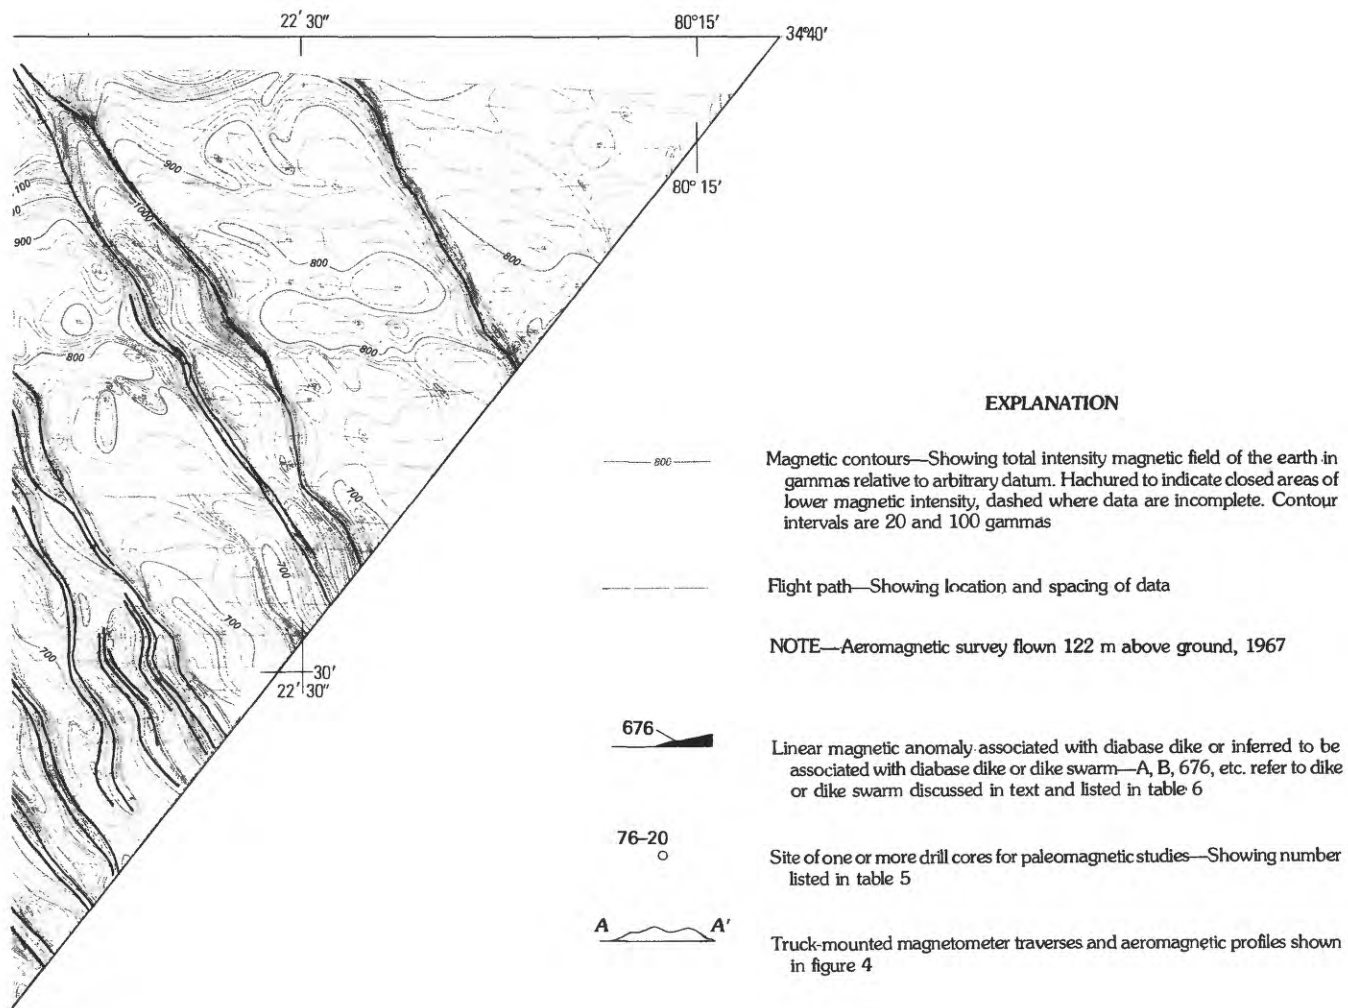 22' 30"
80°15'
34°40'
80° 15'
900
100
1000
900
800
800
800
800
700
700
700
700
30'
22' 30"
EXPLANATION
800
Magnetic contours—Showing total intensity magnetic field of the earth in
gammas relative to arbitrary datum. Hachured to indicate closed areas of
lower magnetic intensity, dashed where data are incomplete. Contour
intervals are 20 and 100 gammas
Flight path—Showing location and spacing of data
NOTE—Aeromagnetic survey flown 122 m above ground, 1967
676
Linear magnetic anomaly associated with diabase dike or inferred to be
associated with diabase dike or dike swarm—A, B, 676, etc. refer to dike
or dike swarm discussed in text and listed in table 6
76–20
Site of one or more drill cores for paleomagnetic studies—Showing number
listed in table 5
A A'
Truck-mounted magnetometer traverses and aeromagnetic profiles shown
in figure 4